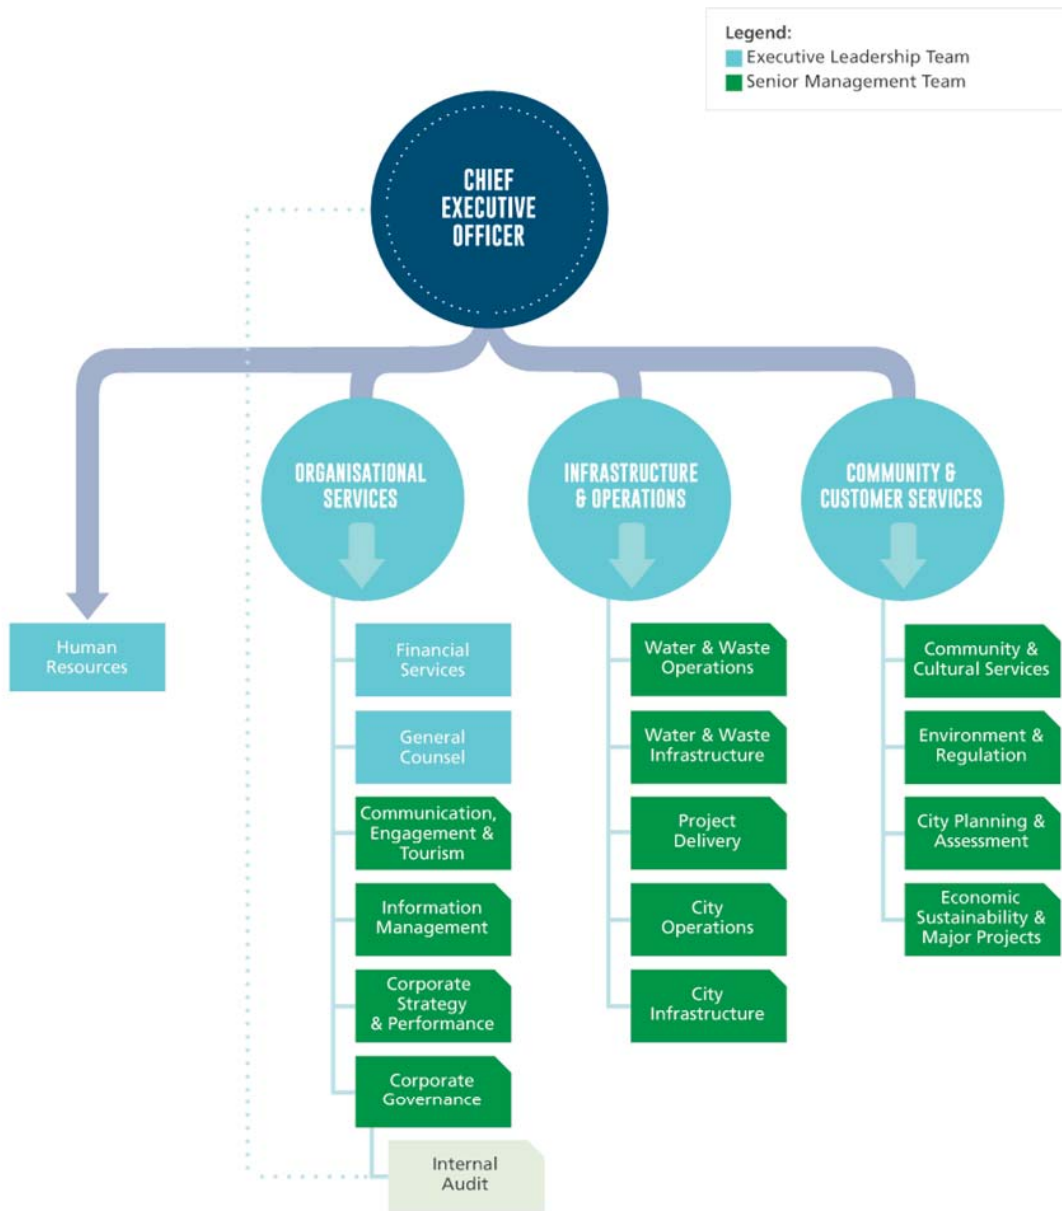 Legend:
Executive Leadership Team
Senior Management Team
CHIEF
EXECUTIVE
OFFICER
ORGANISATIONAL
SERVICES
INFRASTRUCTURE
& OPERATIONS
COMMUNITY &
CUSTOMER SERVICES
Human
Resources
Financial
Services
General
Counsel
Communication,
Engagement &
Tourism
Information
Management
Corporate
Strategy
& Performance
Corporate
Governance
Internal
Audit
Water & Waste
Operations
Water & Waste
Infrastructure
Project
Delivery
City
Operations
City
Infrastructure
Community &
Cultural Services
Environment &
Regulation
City Planning &
Assessment
Economic
Sustainability &
Major Projects